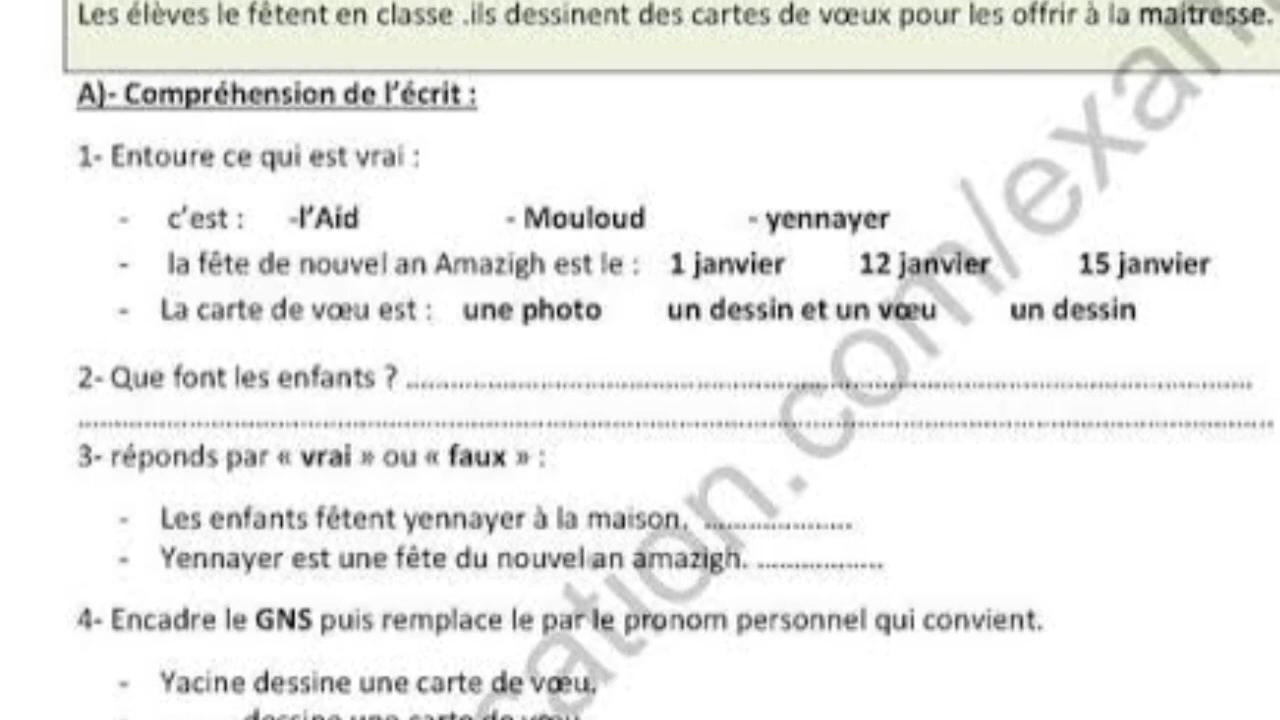 Les élèves le fêtent en classe .ils dessinent des cartes de vœux pour les offrir à la maitresse.
A)- Compréhension de l'écrit :
1- Entoure ce qui est vrai :
- c'est : -l'Aid - Mouloud - yennayer
- la fête de nouvel an Amazigh est le : 1 janvier 12 janvier 15 janvier
- La carte de vœu est : une photo un dessin et un vœu un dessin
2- Que font les enfants ? ........................................................................
........................................................................
3- réponds par « vrai » ou « faux » :
- Les enfants fêtent yennayer à la maison. ....................
- Yennayer est une fête du nouvel an amazigh. .................
4- Encadre le GNS puis remplace le par le pronom personnel qui convient.
- Yacine dessine une carte de vœu.
- ........ dessine une carte de vœu